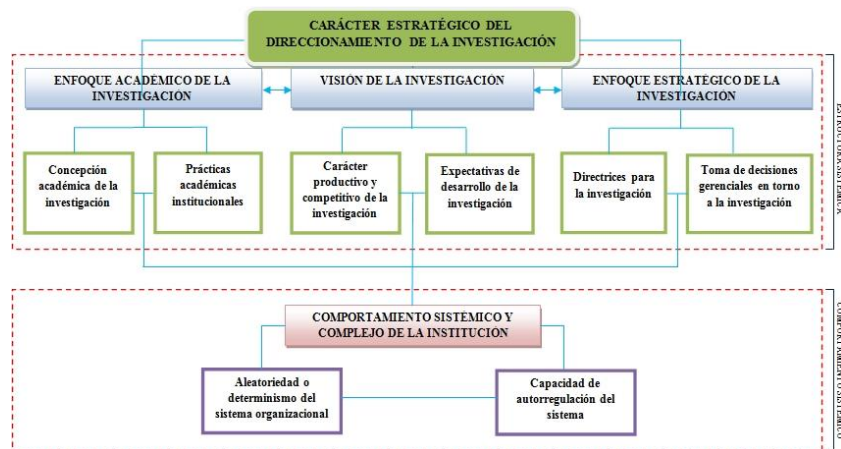 CARÁCTER ESTRATÉGICO DEL
DIRECCIONAMIENTO DE LA INVESTIGACIÓN
ENFOQUE ACADÉMICO DE LA
INVESTIGACIÓN
VISIÓN DE LA INVESTIGACIÓN
ENFOQUE ESTRATÉGICO DE LA
INVESTIGACIÓN
Concepción
académica de la
investigación
Prácticas
académicas
institucionales
Carácter
productivo y
competitivo de la
investigación
Expectativas de
desarrollo de la
investigación
Directrices para
la investigación
Toma de decisiones
gerenciales en torno
a la investigación
COMPORTAMIENTO SISTÉMICO Y
COMPLEJO DE LA INSTITUCIÓN
Aleatoriedad o
determinismo del
sistema organizacional
Capacidad de
autorregulación del
sistema